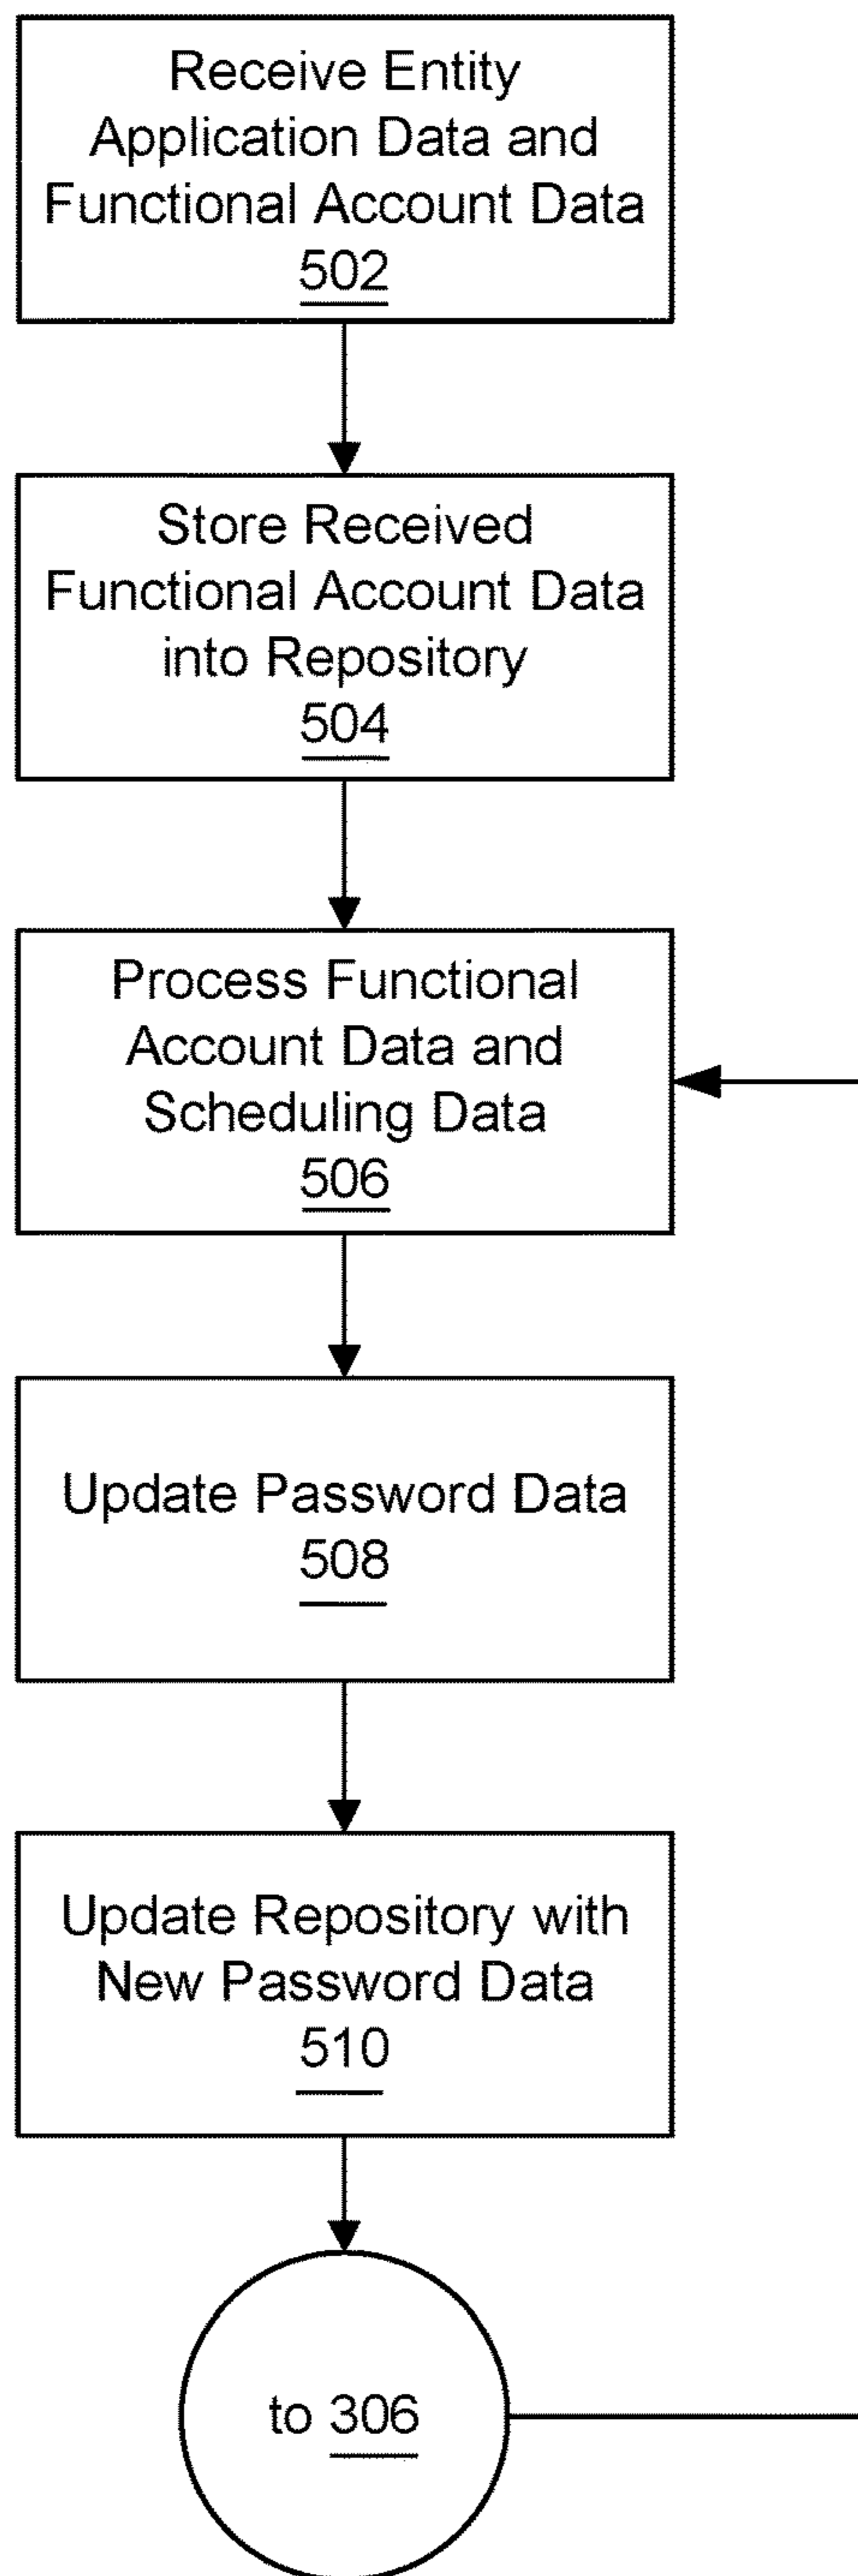 Receive Entity
Application Data and
Functional Account Data
502
Store Received
Functional Account Data
into Repository
504
Process Functional
Account Data and
Scheduling Data
506
Update Password Data
508
Update Repository with
New Password Data
510
to 306